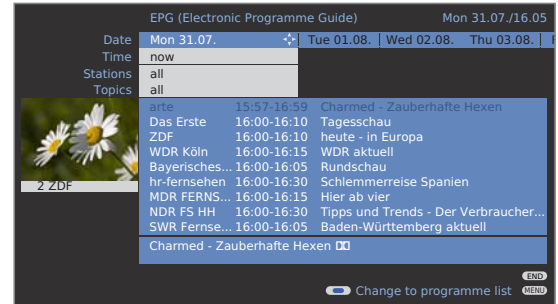 EPG (Electronic Programme Guide) Mon 31.07./16.05
Date Mon 31.07. Tue 01.08. Wed 02.08. Thu 03.08.
Time now
Stations all
Topics all
arte 15:57-16:59 Charmed - Zauberhafte Hexen
Das Erste 16:00-16:10 Tagesschau
ZDF 16:00-16:10 heute - in Europa
WDR Köln 16:00-16:15 WDR aktuell
Bayerisches... 16:00-16:05 Rundschau
hr-fernsehen 16:00-16:30 Schlemmerreise Spanien
MDR FERNS... 16:00-16:15 Hier ab vier
NDR FS HH 16:00-16:30 Tipps und Trends - Der Verbraucher...
SWR Fernse... 16:00-16:05 Baden-Württemberg aktuell
2 ZDF
Charmed - Zauberhafte Hexen
END
Change to programme list MENU